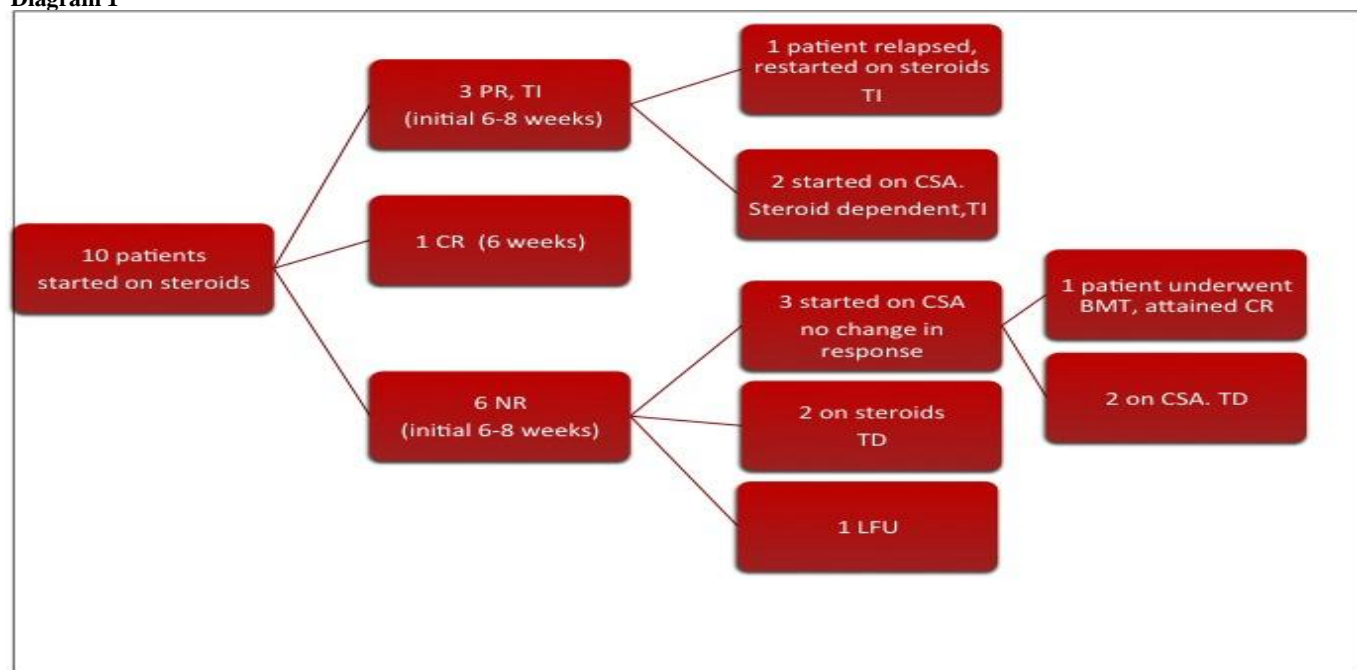 Diagram 1
10 patients
started on steroids
3 PR, TI
(initial 6-8 weeks)
1 CR (6 weeks)
6 NR
(initial 6-8 weeks)
1 patient relapsed,
restarted on steroids
TI
2 started on CSA.
Steroid dependent,TI
3 started on CSA
no change in
response
2 on steroids
TD
1 LFU
1 patient underwent
BMT, attained CR
2 on CSA. TD